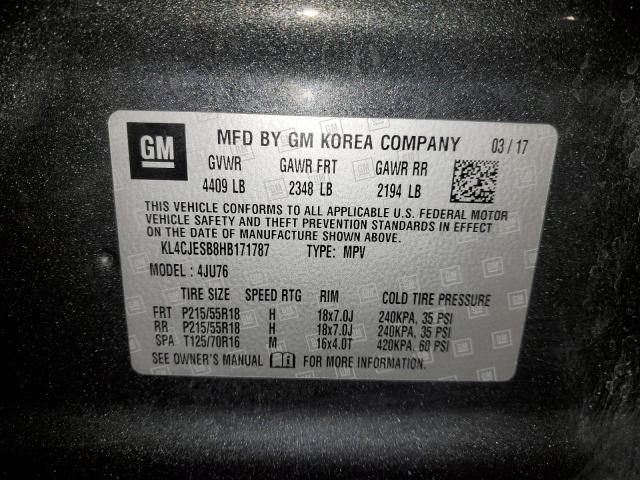 GM MFD BY GM KOREA COMPANY 03 / 17
GVWR GAWR FRT GAWR RR
4409 LB 2348 LB 2194 LB
THIS VEHICLE CONFORMS TO ALL APPLICABLE U.S. FEDERAL MOTOR
VEHICLE SAFETY AND THEFT PREVENTION STANDARDS IN EFFECT
ON THE DATE OF MANUFACTURE SHOWN ABOVE.
KL4CJESB8HB171787 TYPE: MPV
MODEL : 4JU76
TIRE SIZE SPEED RTG RIM COLD TIRE PRESSURE
FRT P215/55R18 H 18x7.0J 240KPA, 35 PSI
RR P215/55R18 H 18x7.0J 240KPA, 35 PSI
SPA T125/70R16 M 16x4.0T 420KPA, 60 PSI
SEE OWNER'S MANUAL FOR MORE INFORMATION.